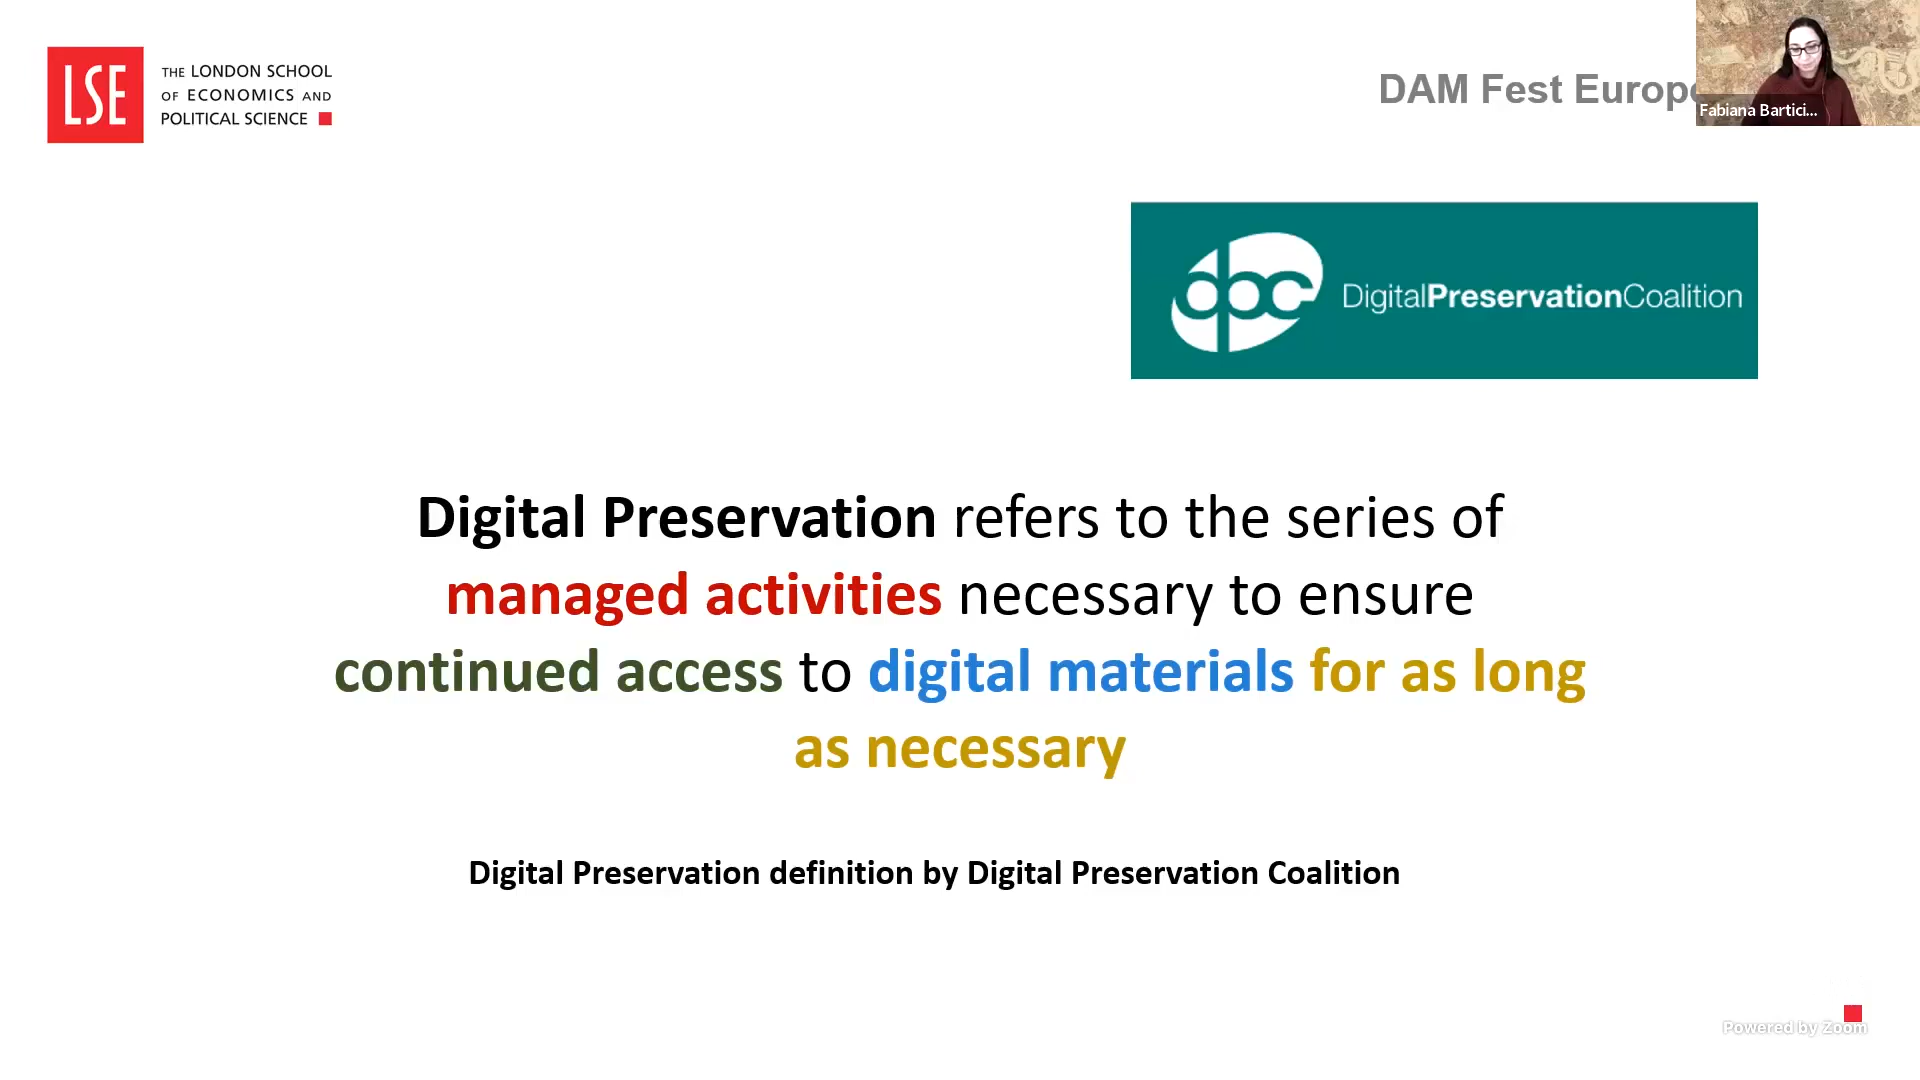 LSE
THE LONDON SCHOOL
OF ECONOMICS AND
POLITICAL SCIENCE
DAM Fest Europe
Fabiana Bartici...
dpc
DigitalPreservationCoalition
Digital Preservation refers to the series of
managed activities necessary to ensure
continued access to digital materials for as long
as necessary
Digital Preservation definition by Digital Preservation Coalition
Powered by Zoom